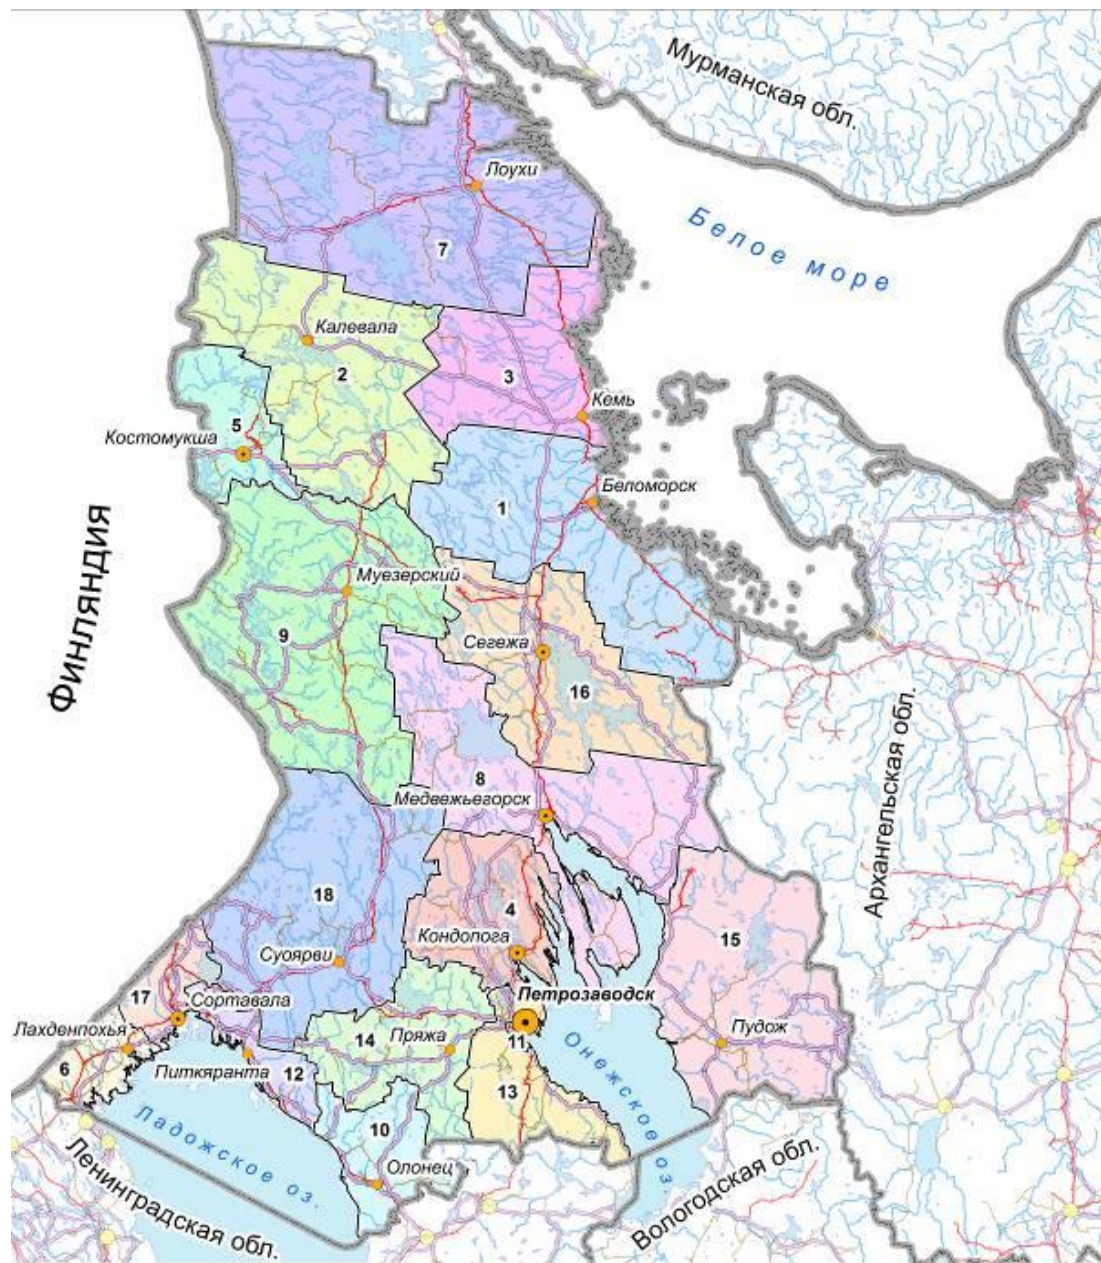 Мурманская обл.
Лоухи
Белое море
7
Калевала
2
3
Кемь
5
Костомукша
Беломорск
1
Финляндия
Муезерский
9
Сегежа
16
8
Медвежьегорск
Архангельская обл.
18
4
15
Кондопога
Суоярви
17
Сортавала
Петрозаводск
Лахденпохья
14
Пряжа
11
Пудож
6
Питкяранта
12
13
Онежское оз.
Ладожское оз.
10
Олонец
Ленинградская обл.
Вологодская обл.